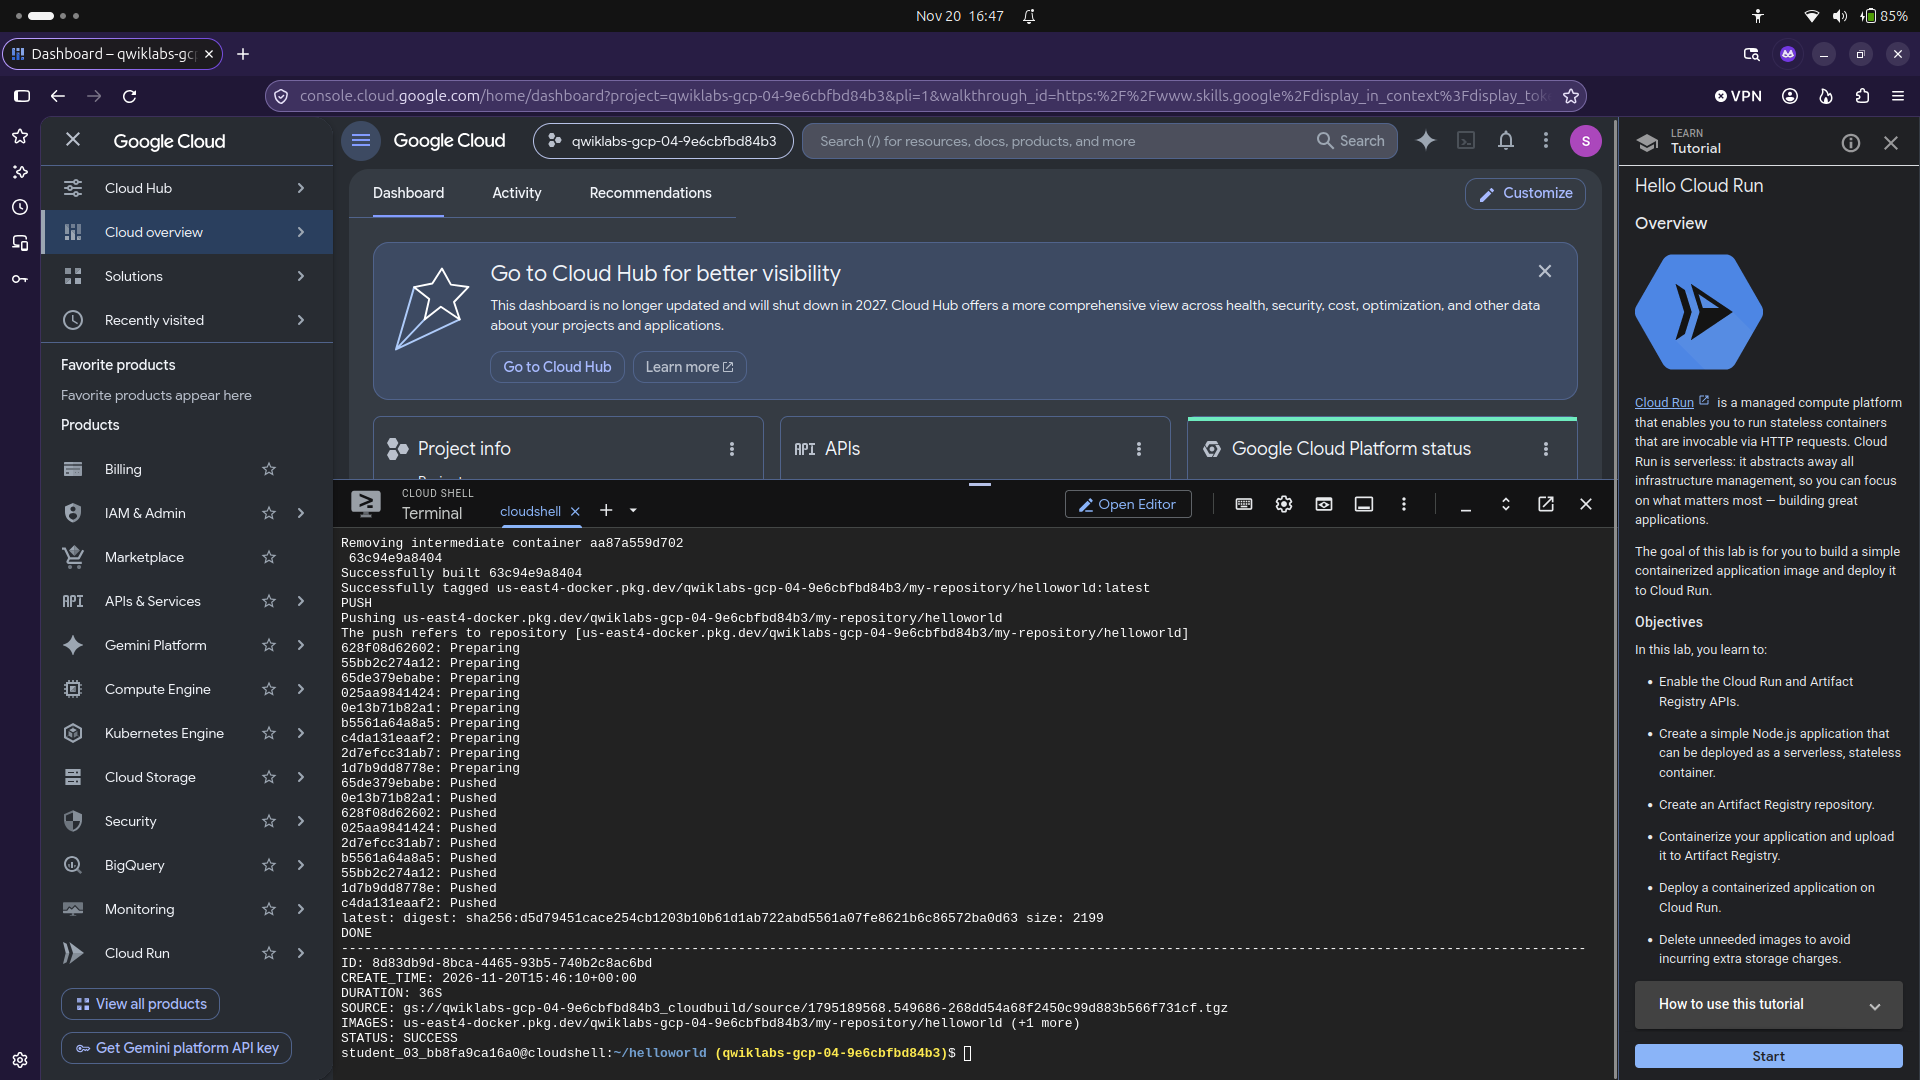 Nov 20 16:47
85%
Dashboard – qwiklabs-gc
console.cloud.google.com/home/dashboard?project=qwiklabs-gcp-04-9e6cbfbd84b3&pli=1&walkthrough_id=https:%2F%2Fwww.skills.google%2Fdisplay_in_context%3Fdisplay_tok
VPN
Google Cloud
Cloud Hub
Cloud overview
Solutions
Recently visited
Favorite products
Favorite products appear here
Products
Billing
IAM & Admin
Marketplace
API APIs & Services
Gemini Platform
Compute Engine
Kubernetes Engine
Cloud Storage
Security
BigQuery
Monitoring
Cloud Run
View all products
Get Gemini platform API key
Google Cloud
qwiklabs-gcp-04-9e6cbfbd84b3
Search (/) for resources, docs, products, and more
Search
S
Dashboard
Activity
Recommendations
Customize
Go to Cloud Hub for better visibility
This dashboard is no longer updated and will shut down in 2027. Cloud Hub offers a more comprehensive view across health, security, cost, optimization, and other data
about your projects and applications.
Go to Cloud Hub
Learn more
Project info
API APIs
Google Cloud Platform status
CLOUD SHELL
Terminal
cloudshell
Open Editor
Removing intermediate container aa87a559d702
63c94e9a8404
Successfully built 63c94e9a8404
Successfully tagged us-east4-docker.pkg.dev/qwiklabs-gcp-04-9e6cbfbd84b3/my-repository/helloworld:latest
PUSH
Pushing us-east4-docker.pkg.dev/qwiklabs-gcp-04-9e6cbfbd84b3/my-repository/helloworld
The push refers to repository [us-east4-docker.pkg.dev/qwiklabs-gcp-04-9e6cbfbd84b3/my-repository/helloworld]
628f08d62602: Preparing
55bb2c274a12: Preparing
65de379ebabe: Preparing
025aa9841424: Preparing
0e13b71b82a1: Preparing
b5561a64a8a5: Preparing
c4da131eaaf2: Preparing
2d7efcc31ab7: Preparing
1d7b9dd8778e: Preparing
65de379ebabe: Pushed
0e13b71b82a1: Pushed
628f08d62602: Pushed
025aa9841424: Pushed
2d7efcc31ab7: Pushed
b5561a64a8a5: Pushed
55bb2c274a12: Pushed
1d7b9dd8778e: Pushed
c4da131eaaf2: Pushed
latest: digest: sha256:d5d79451cace254cb1203b10b61d1ab722abd5561a07fe8621b6c86572ba0d63 size: 2199
DONE
--------------------------------------------------------------------------------
ID: 8d83db9d-8bca-4465-93b5-740b2c8ac6bd
CREATE_TIME: 2026-11-20T15:46:10+00:00
DURATION: 36S
SOURCE: gs://qwiklabs-gcp-04-9e6cbfbd84b3_cloudbuild/source/1795189568.549686-268dd54a68f2450c99d883b566f731cf.tgz
IMAGES: us-east4-docker.pkg.dev/qwiklabs-gcp-04-9e6cbfbd84b3/my-repository/helloworld (+1 more)
STATUS: SUCCESS
student_03_bb8fa9ca16a0@cloudshell:~/helloworld (qwiklabs-gcp-04-9e6cbfbd84b3)$
LEARN
Tutorial
Hello Cloud Run
Overview
Cloud Run is a managed compute platform
that enables you to run stateless containers
that are invocable via HTTP requests. Cloud
Run is serverless: it abstracts away all
infrastructure management, so you can focus
on what matters most — building great
applications.
The goal of this lab is for you to build a simple
containerized application image and deploy it
to Cloud Run.
Objectives
In this lab, you learn to:
• Enable the Cloud Run and Artifact
Registry APIs.
• Create a simple Node.js application that
can be deployed as a serverless, stateless
container.
• Create an Artifact Registry repository.
• Containerize your application and upload
it to Artifact Registry.
• Deploy a containerized application on
Cloud Run.
• Delete unneeded images to avoid
incurring extra storage charges.
How to use this tutorial
Start